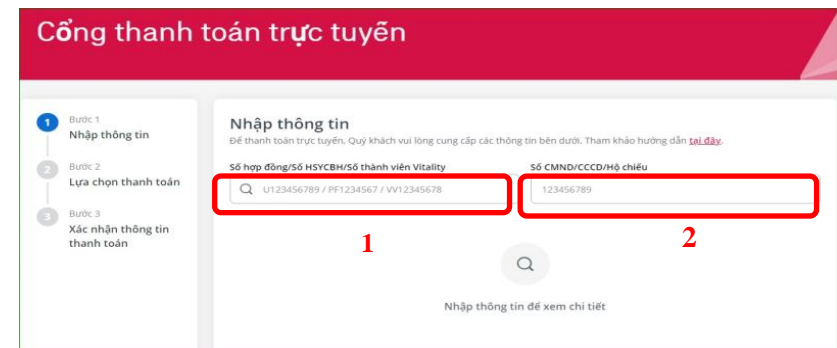 Cổng thanh toán trực tuyến
1
Bước 1
Nhập thông tin
2
Bước 2
Lựa chọn thanh toán
3
Bước 3
Xác nhận thông tin
thanh toán
Nhập thông tin
Để thanh toán trực tuyến, Quý khách vui lòng cung cấp các thông tin bên dưới. Tham khảo hướng dẫn tại đây.
Số hợp đồng/Số HSYCBH/Số thành viên Vitality
U123456789 / PF1234567 / VV12345678
1
Số CMND/CCCD/Hộ chiếu
123456789
2
Nhập thông tin để xem chi tiết